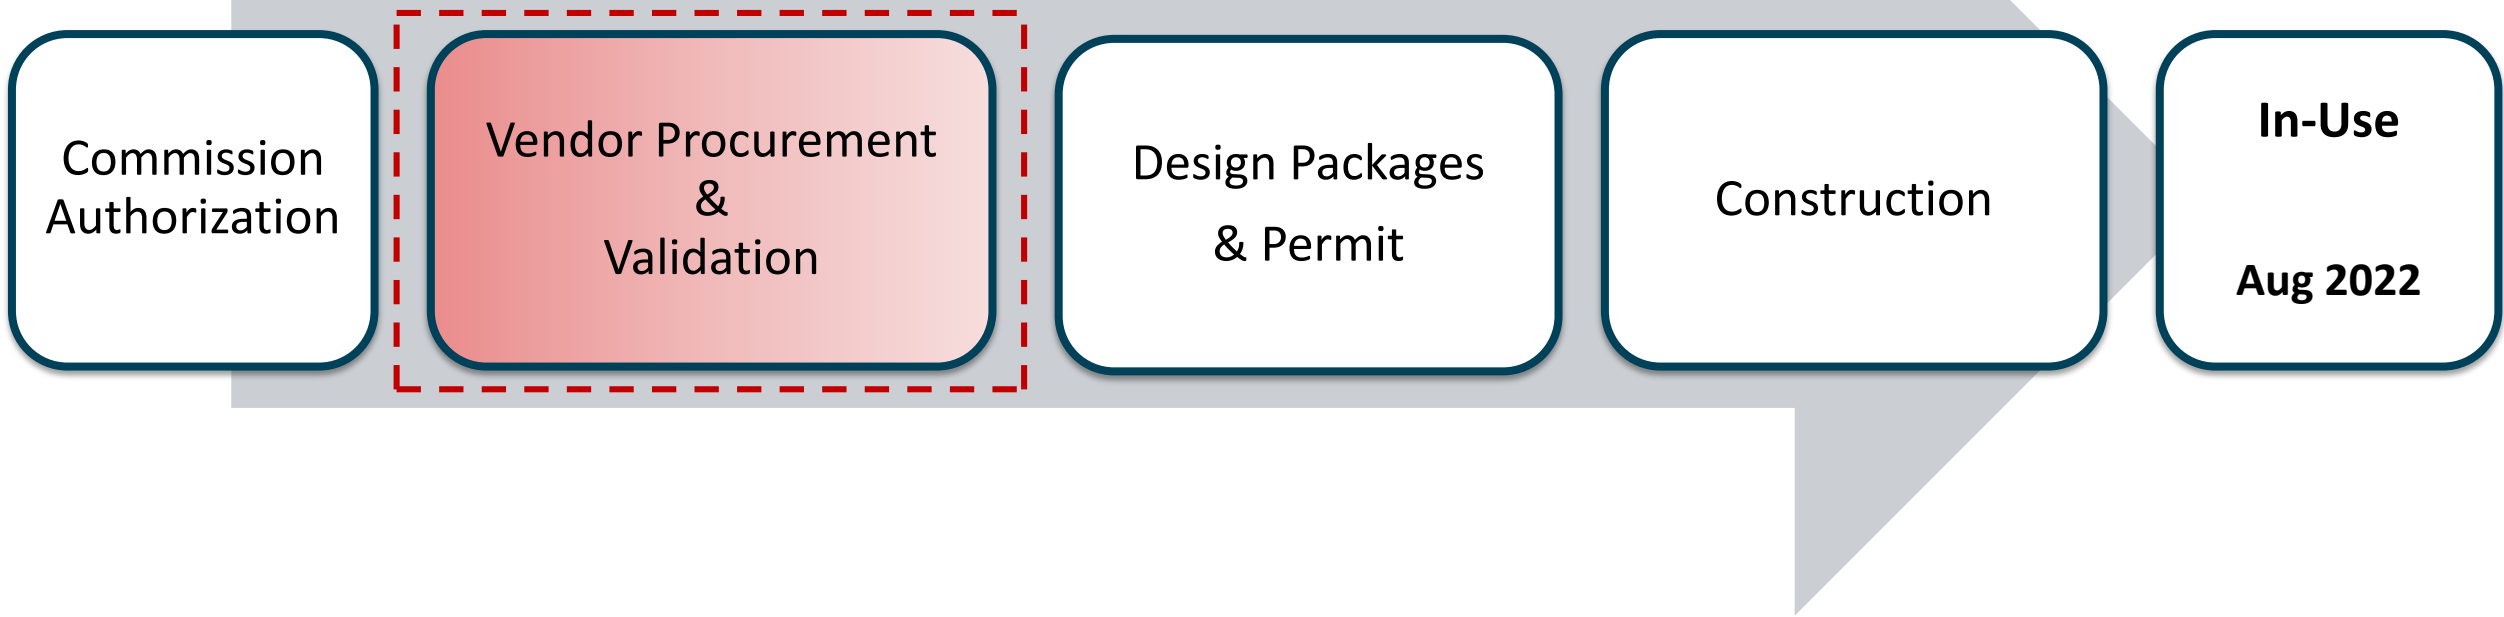 Commission
Authorization
Vendor Procurement
&
Validation
Design Packages
& Permit
Construction
In-Use
Aug 2022